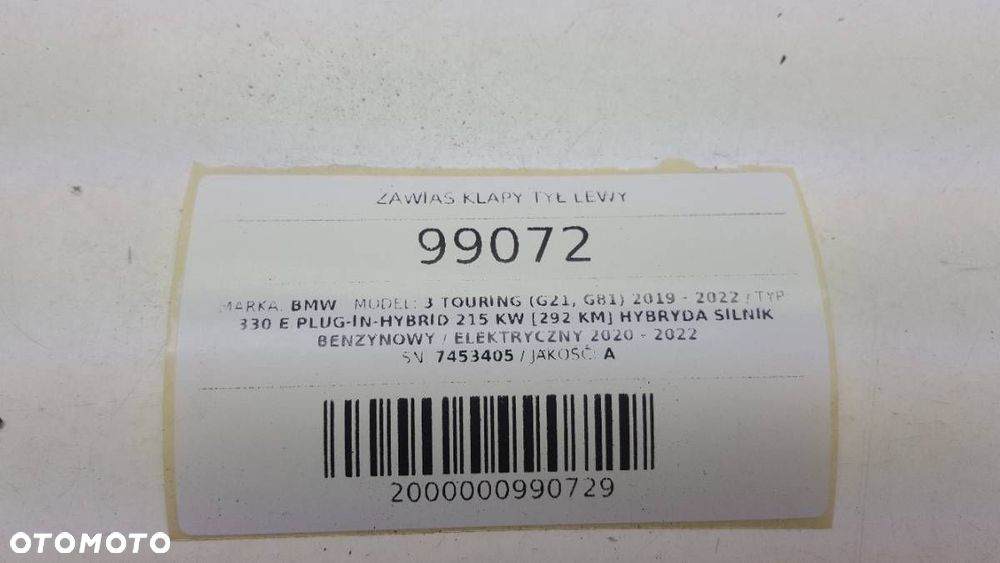 ZAWIAS KLAPY TYŁ LEWY
99072
MARKA: BMW MODEL: 3 TOURING (G21, G81) 2019 - 2022 / TYP
330 E PLUG-IN-HYBRID 215 KW [292 KM] HYBRYDA SILNIK
BENZYNOWY / ELEKTRYCZNY 2020 - 2022
SN: 7453405 / JAKOŚĆ: A
2000000990729
OTOMOTO